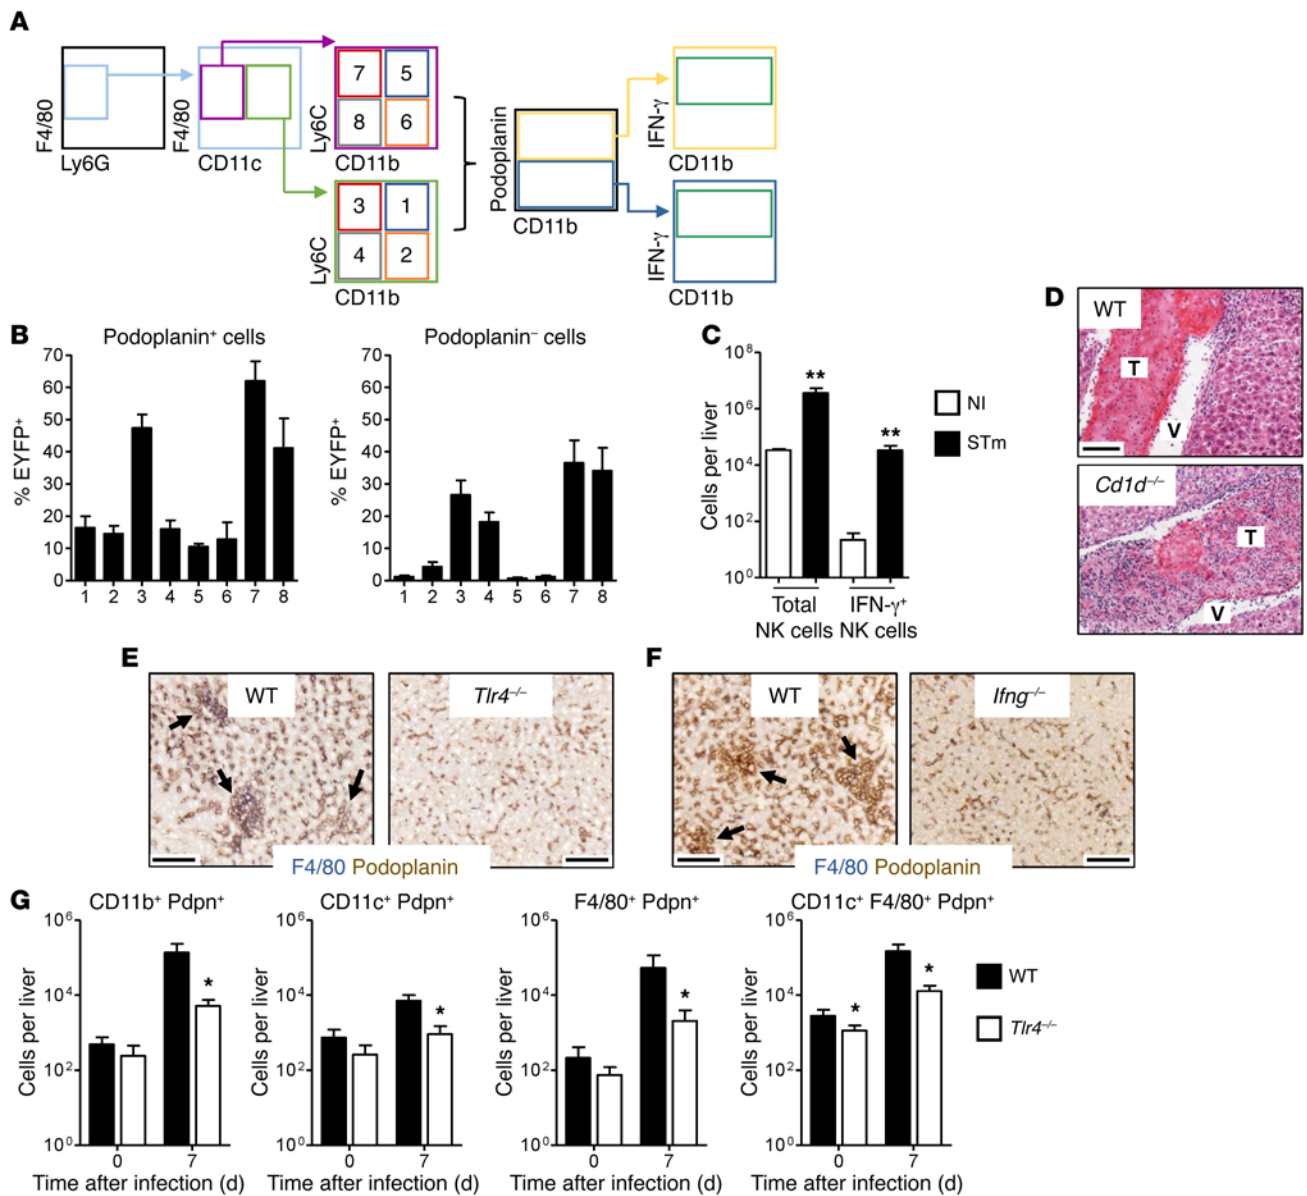 A
F4/80
Ly6G
F4/80
CD11c
Ly6C
7 5
8 6
CD11b
Ly6C
3 1
4 2
CD11b
Podoplanin
CD11b
IFN-γ
CD11b
IFN-γ
CD11b
B
Podoplanin⁺ cells
% EYFP⁺
70
60
50
40
30
20
10
0
1 2 3 4 5 6 7 8
Podoplanin⁻ cells
% EYFP⁺
70
60
50
40
30
20
10
0
1 2 3 4 5 6 7 8
C
Cells per liver
10⁸
10⁶
10⁴
10²
10⁰
**
**
Total
NK cells
IFN-γ⁺
NK cells
NI
STm
D
WT
T
V
Cd1d⁻/⁻
T
V
E
WT
Tlr4⁻/⁻
F4/80 Podoplanin
F
WT
Ifng⁻/⁻
F4/80 Podoplanin
G
CD11b⁺ Pdpn⁺
Cells per liver
10⁶
10⁴
10²
10⁰
*
0 7
Time after infection (d)
CD11c⁺ Pdpn⁺
Cells per liver
10⁶
10⁴
10²
10⁰
*
0 7
Time after infection (d)
F4/80⁺ Pdpn⁺
Cells per liver
10⁶
10⁴
10²
10⁰
*
0 7
Time after infection (d)
CD11c⁺ F4/80⁺ Pdpn⁺
Cells per liver
10⁶
10⁴
10²
10⁰
*
*
0 7
Time after infection (d)
WT
Tlr4⁻/⁻